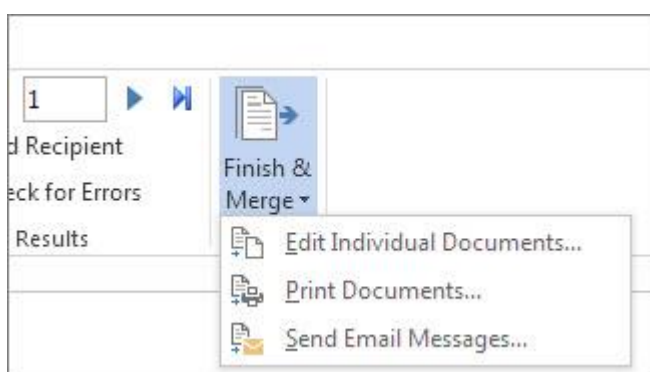 1
d Recipient
eck for Errors
Results
Finish &
Merge
Edit Individual Documents...
Print Documents...
Send Email Messages...